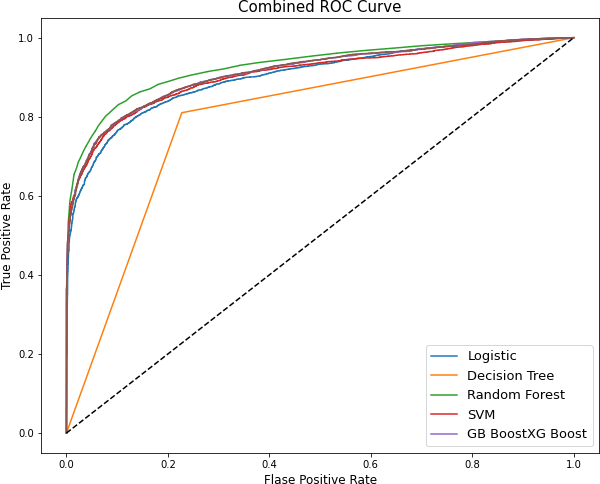 Combined ROC Curve
1.0
0.8
0.6
0.4
0.2
0.0
True Positive Rate
0.0 0.2 0.4 0.6 0.8 1.0
Flase Positive Rate
Logistic
Decision Tree
Random Forest
SVM
GB BoostXG Boost